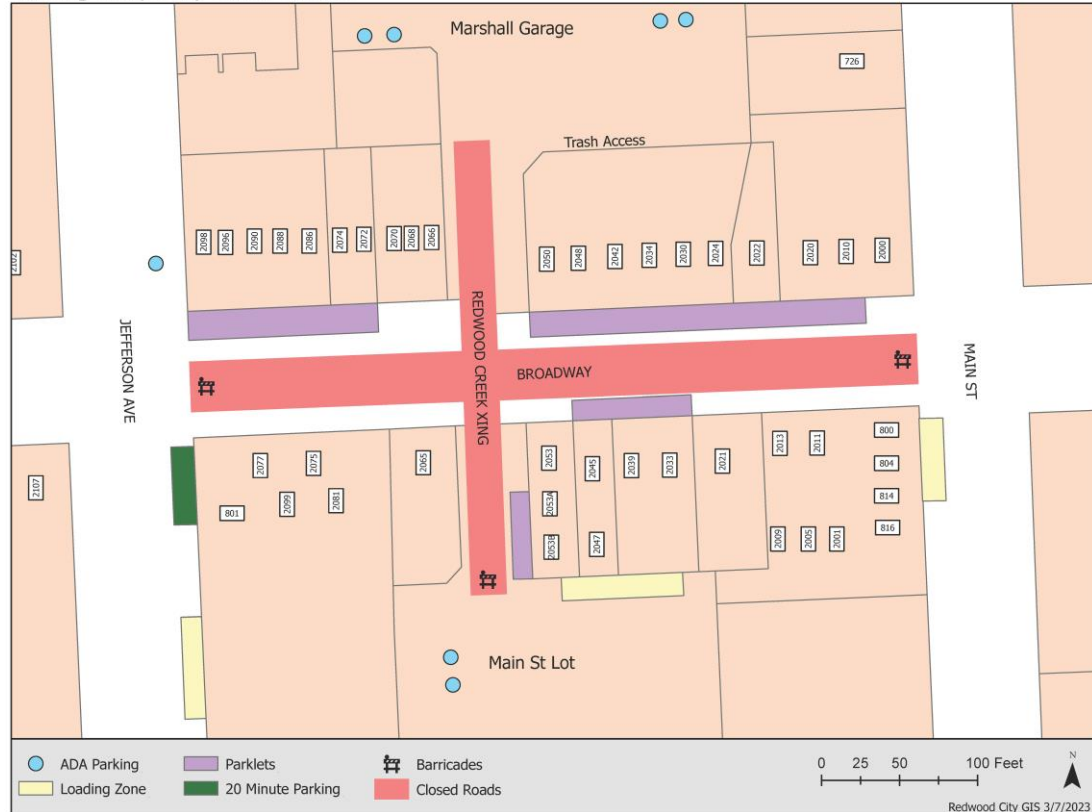 Marshall Garage
726
Trash Access
2098
2096
2090
2088
2086
2074
2072
2070
2068
2066
2050
2048
2042
2034
2030
2024
2022
2020
2010
2000
2102
JEFFERSON AVE
REDWOOD CREEK XING
BROADWAY
MAIN ST
2107
801
2077
2099
2075
2081
2065
2053
2053A
2053B
2045
2047
2039
2033
2021
2013
2011
2009
2005
2001
800
804
814
816
Main St Lot
ADA Parking
Loading Zone
Parklets
20 Minute Parking
Barricades
Closed Roads
0 25 50 100 Feet
N
Redwood City GIS 3/7/2023